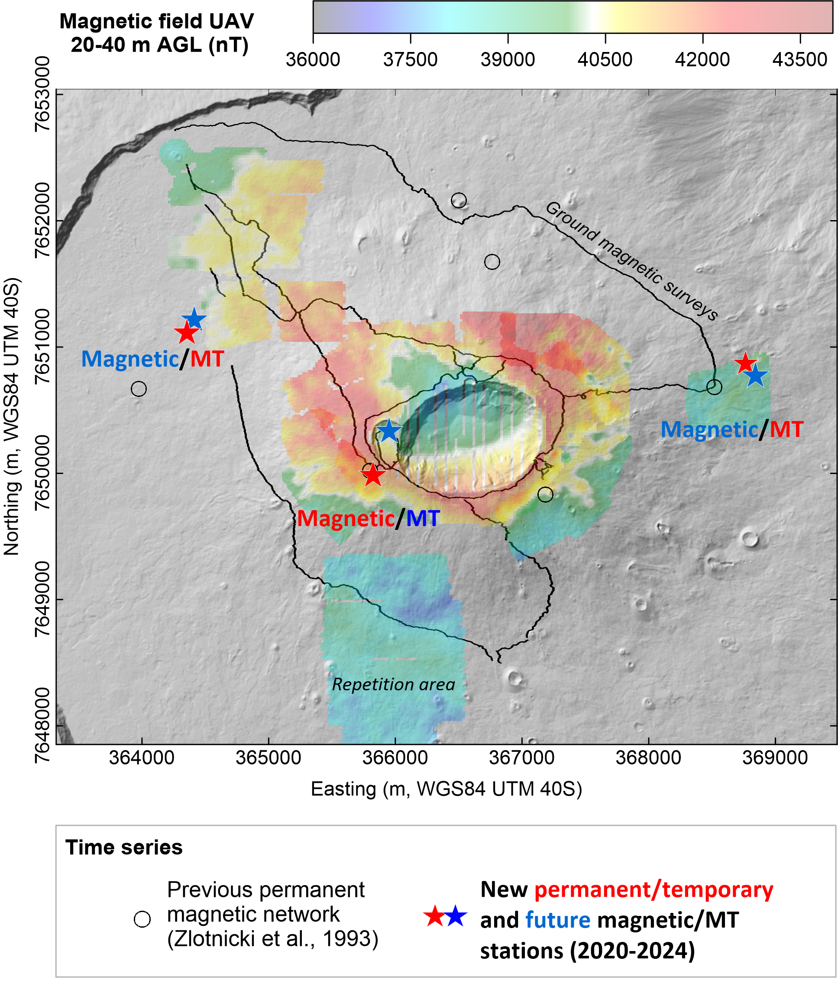 Magnetic field UAV
20-40 m AGL (nT)
36000 37500 39000 40500 42000 43500
7653000
7652000
7651000
7650000
7649000
7648000
Northing (m, WGS84 UTM 40S)
Ground magnetic surveys
Magnetic/MT
Magnetic/MT
Magnetic/MT
Repetition area
364000 365000 366000 367000 368000 369000
Easting (m, WGS84 UTM 40S)
Time series
Previous permanent
magnetic network
(Zlotnicki et al., 1993)
New permanent/temporary
and future magnetic/MT
stations (2020-2024)